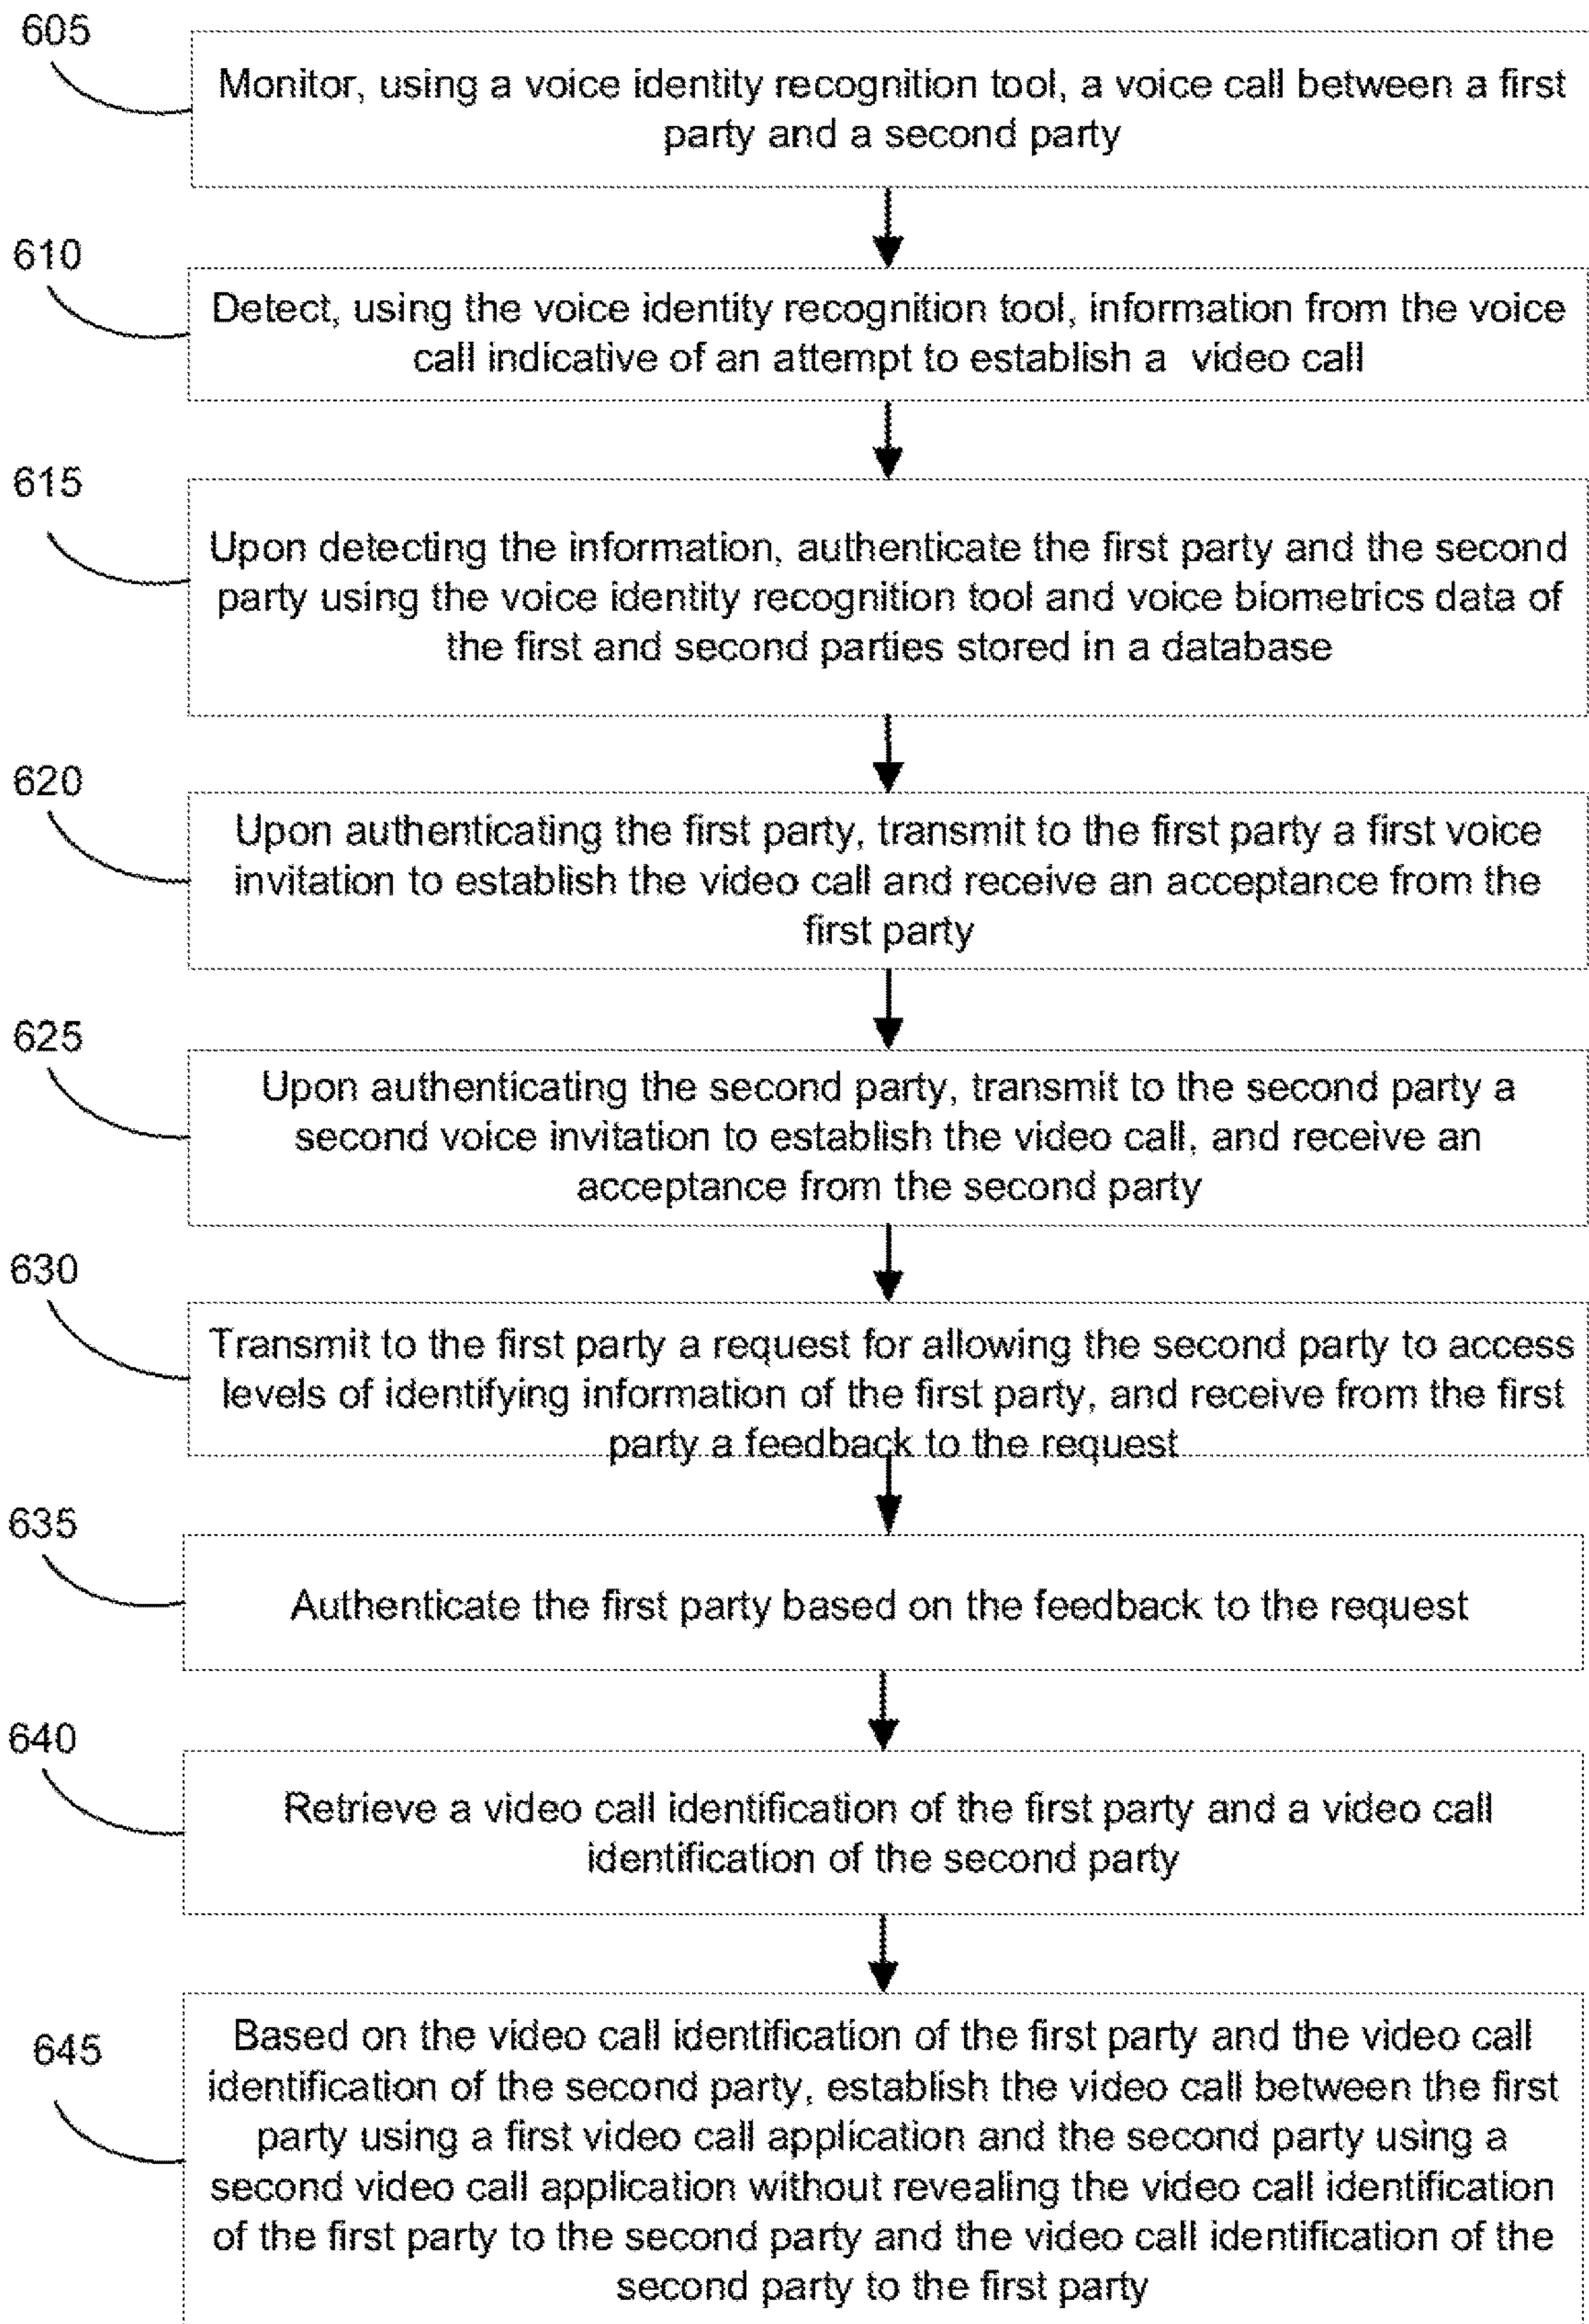 605
Monitor, using a voice identity recognition tool, a voice call between a first
party and a second party
610
Detect, using the voice identity recognition tool, information from the voice
call indicative of an attempt to establish a video call
615
Upon detecting the information, authenticate the first party and the second
party using the voice identity recognition tool and voice biometrics data of
the first and second parties stored in a database
620
Upon authenticating the first party, transmit to the first party a first voice
invitation to establish the video call and receive an acceptance from the
first party
625
Upon authenticating the second party, transmit to the second party a
second voice invitation to establish the video call, and receive an
acceptance from the second party
630
Transmit to the first party a request for allowing the second party to access
levels of identifying information of the first party, and receive from the first
party a feedback to the request
635
Authenticate the first party based on the feedback to the request
640
Retrieve a video call identification of the first party and a video call
identification of the second party
645
Based on the video call identification of the first party and the video call
identification of the second party, establish the video call between the first
party using a first video call application and the second party using a
second video call application without revealing the video call identification
of the first party to the second party and the video call identification of the
second party to the first party